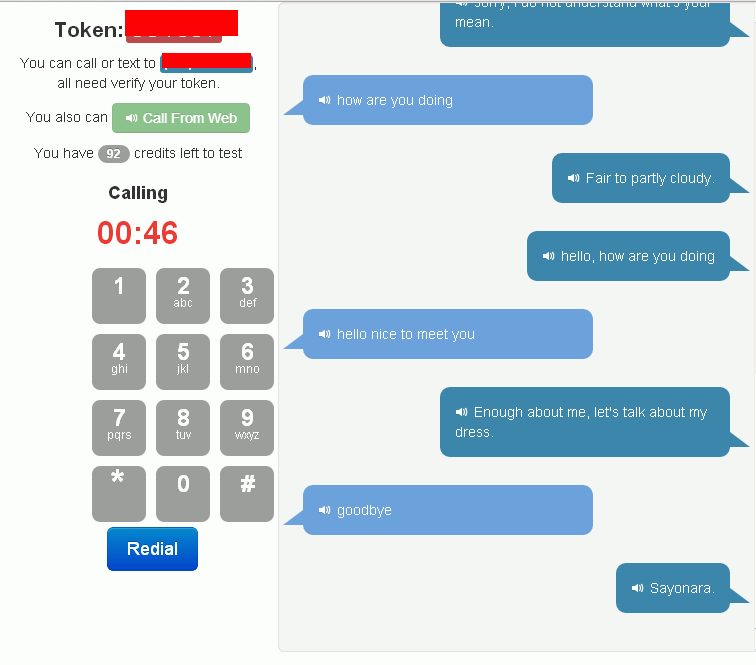 Token:
You can call or text to
,
all need verify your token.
You also can Call From Web
You have 92 credits left to test
Calling
00:46
1
2
abc
3
def
4
ghi
5
jkl
6
mno
7
pqrs
8
tuv
9
wxyz
*
0
#
Redial
sorry, I do not understand what's your
mean.
how are you doing
Fair to partly cloudy.
hello, how are you doing
hello nice to meet you
Enough about me, let's talk about my
dress.
goodbye
Sayonara.